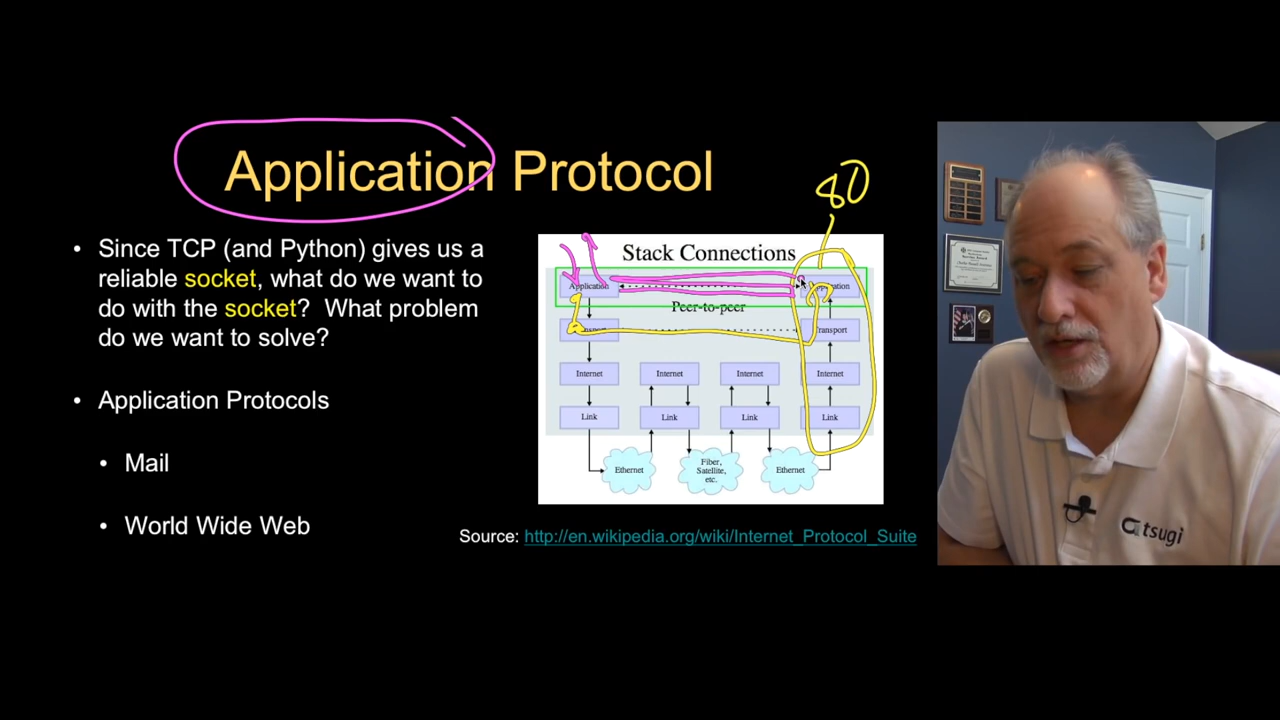 Application Protocol
80
• Since TCP (and Python) gives us a
reliable socket, what do we want to
do with the socket? What problem
do we want to solve?
• Application Protocols
• Mail
• World Wide Web
Stack Connections
Application
Peer-to-peer
Transport
Internet Internet Internet Internet
Link Link Link Link
Ethernet Fiber, Ethernet
Satellite,
etc.
Source: http://en.wikipedia.org/wiki/Internet_Protocol_Suite
tsugi